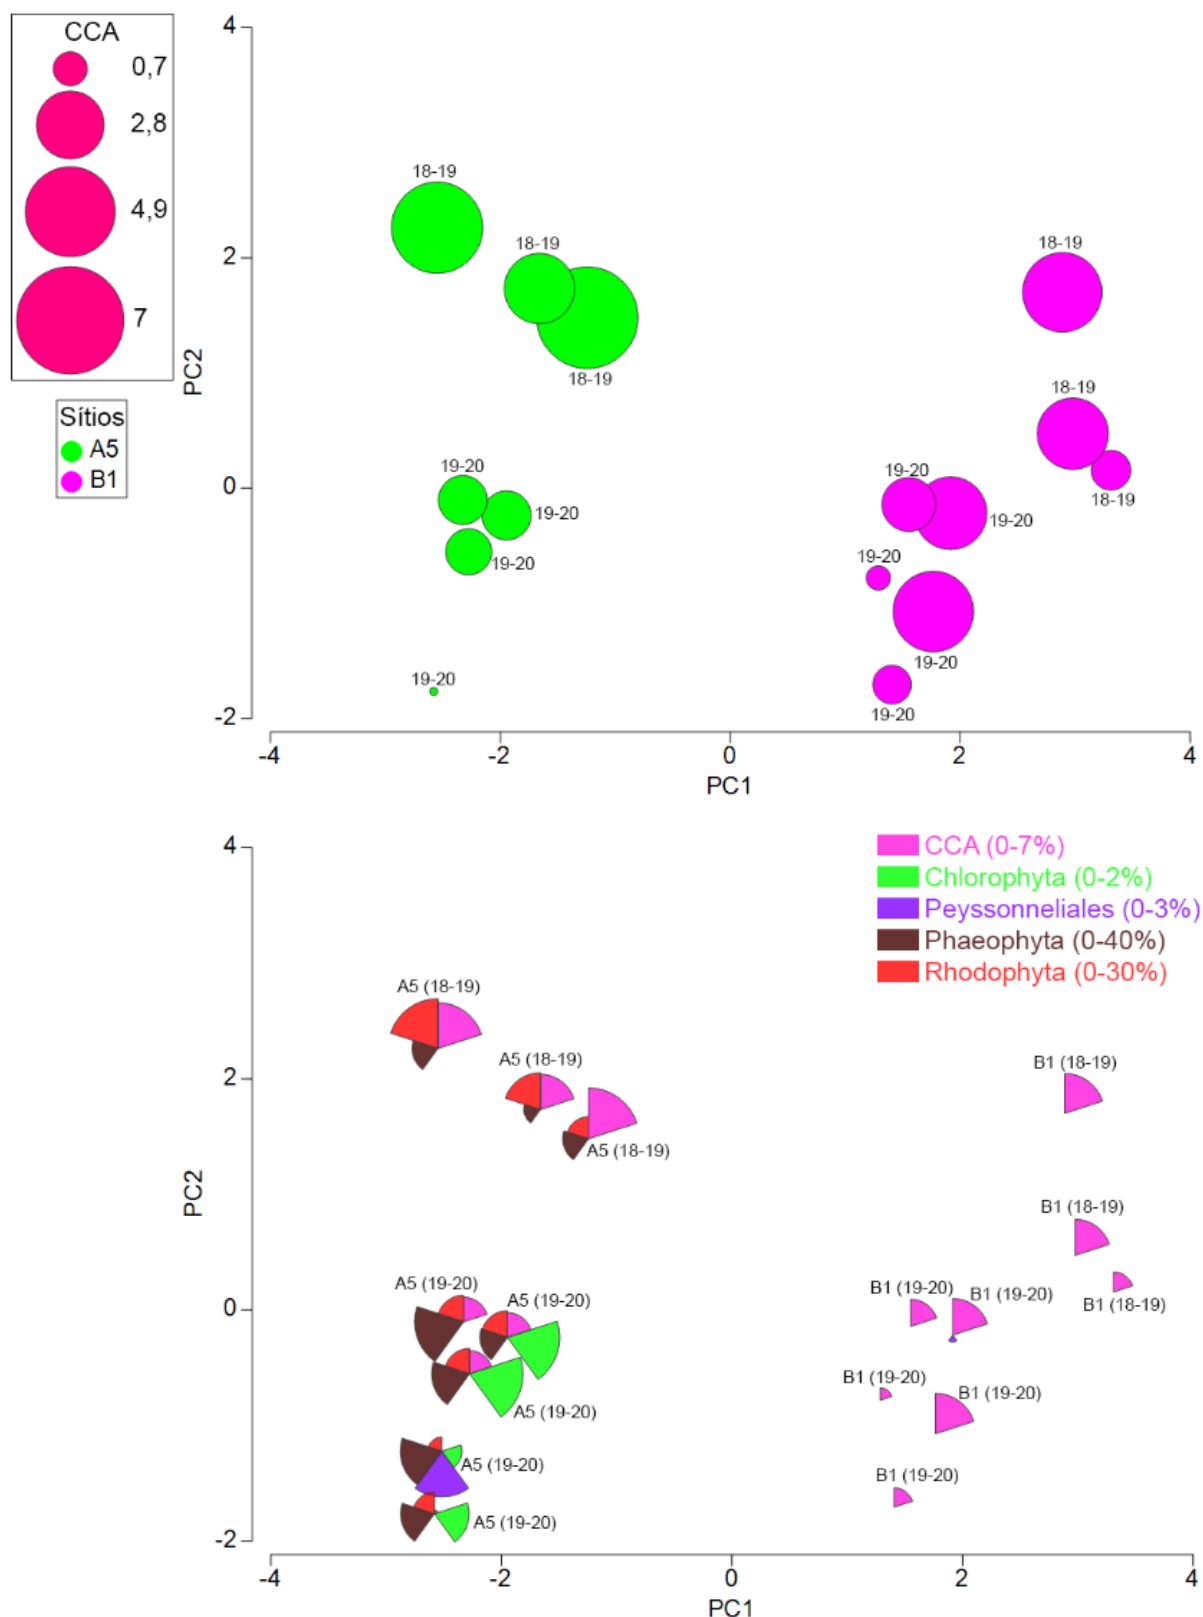 CCA
0,7
2,8
4,9
7
Sítios
A5
B1
4
2
0
-2
PC2
18-19
18-19
18-19
18-19
18-19
18-19
19-20
19-20
19-20
19-20
19-20
19-20
19-20
19-20
19-20
-4
-2
0
2
4
PC1
CCA (0-7%)
Chlorophyta (0-2%)
Peyssonneliales (0-3%)
Phaeophyta (0-40%)
Rhodophyta (0-30%)
4
2
0
-2
PC2
A5 (18-19)
A5 (18-19)
A5 (18-19)
B1 (18-19)
B1 (18-19)
B1 (18-19)
A5 (19-20)
A5 (19-20)
B1 (19-20)
B1 (19-20)
B1 (19-20)
B1 (19-20)
A5 (19-20)
A5 (19-20)
B1 (19-20)
A5 (19-20)
-4
-2
0
2
4
PC1